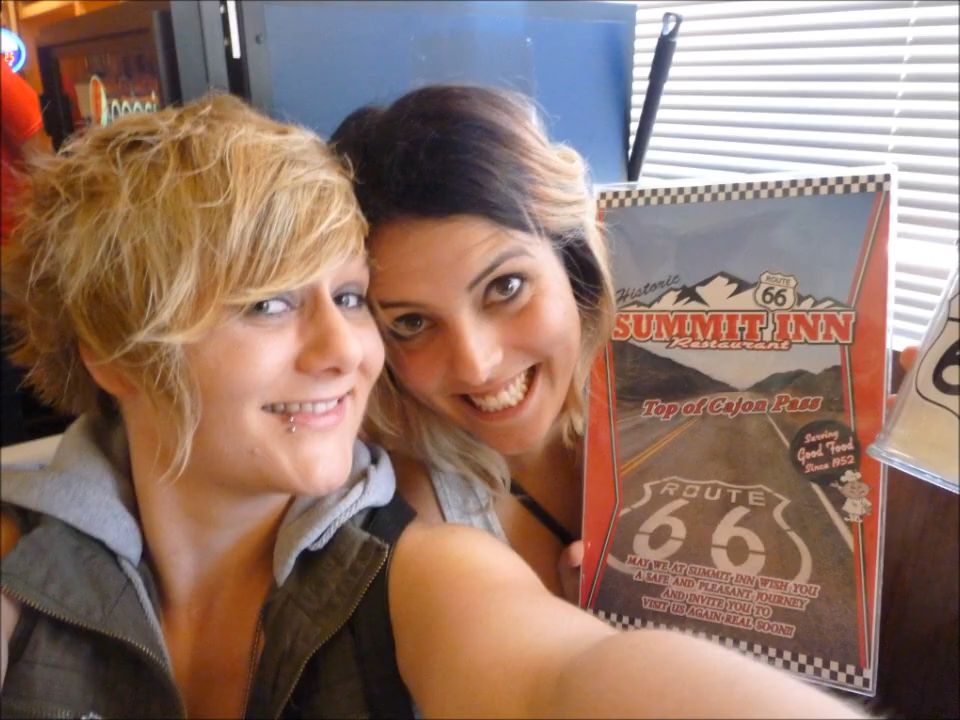 Historic
ROUTE
66
SUMMIT INN
Restaurant
Top of Cajon Pass
Serving
Good Food
Since 1952
ROUTE
66
MAY WE AT SUMMIT INN WISH YOU
A SAFE AND PLEASANT JOURNEY
AND INVITE YOU TO
VISIT US AGAIN REAL SOON!!